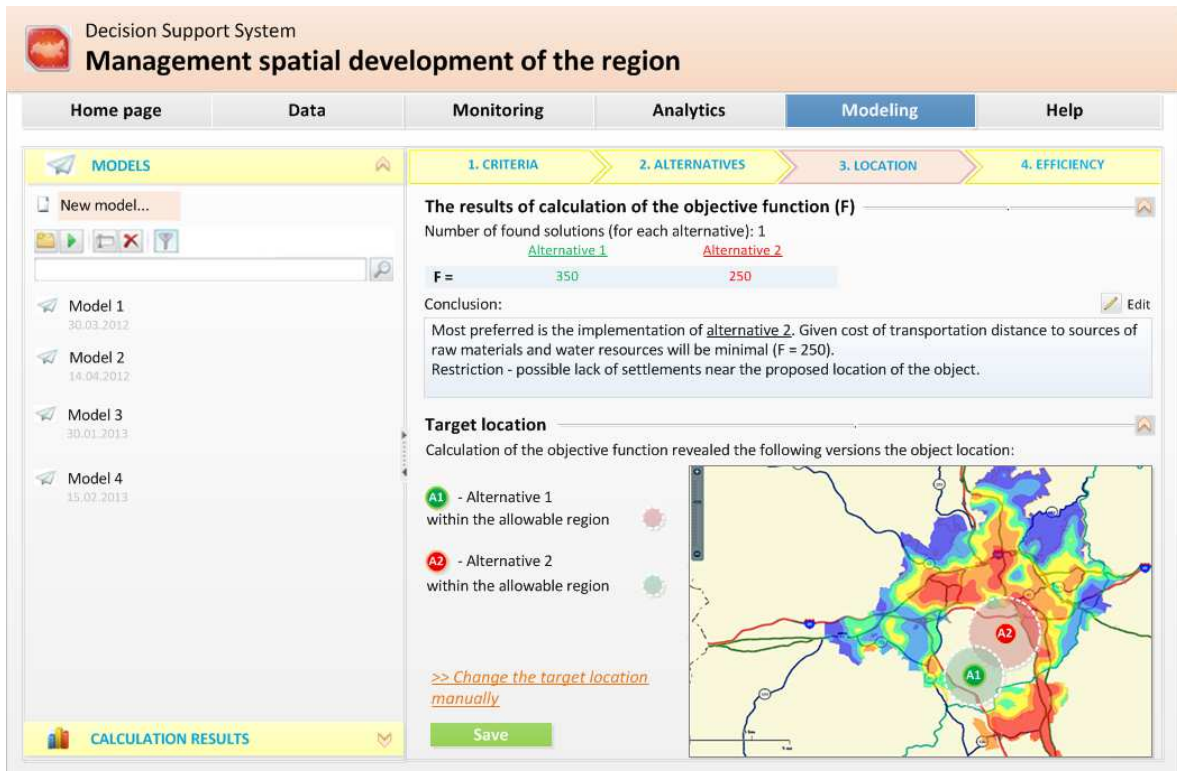 Decision Support System
Management spatial development of the region
Home page Data Monitoring Analytics Modeling Help
MODELS
New model...
Model 1
30.03.2012
Model 2
14.04.2012
Model 3
30.01.2013
Model 4
15.02.2013
CALCULATION RESULTS
1. CRITERIA 2. ALTERNATIVES 3. LOCATION 4. EFFICIENCY
The results of calculation of the objective function (F)
Number of found solutions (for each alternative): 1
Alternative 1 Alternative 2
F = 350 250
Conclusion:
Edit
Most preferred is the implementation of alternative 2. Given cost of transportation distance to sources of
raw materials and water resources will be minimal (F = 250).
Restriction - possible lack of settlements near the proposed location of the object.
Target location
Calculation of the objective function revealed the following versions the object location:
A1 - Alternative 1
within the allowable region
A2 - Alternative 2
within the allowable region
>> Change the target location
manually
Save
A2
A1